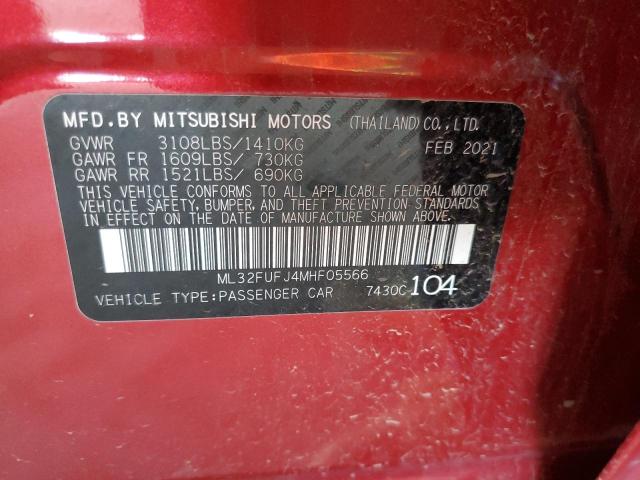 MFD.BY MITSUBISHI MOTORS (THAILAND) CO., LTD.
GVWR 3108LBS/1410KG FEB 2021
GAWR FR 1609LBS/ 730KG
GAWR RR 1521LBS/ 690KG
THIS VEHICLE CONFORMS TO ALL APPLICABLE FEDERAL MOTOR
VEHICLE SAFETY, BUMPER, AND THEFT PREVENTION STANDARDS
IN EFFECT ON THE DATE OF MANUFACTURE SHOWN ABOVE.
ML32FUFJ4MHF05566
VEHICLE TYPE:PASSENGER CAR 7430C 104